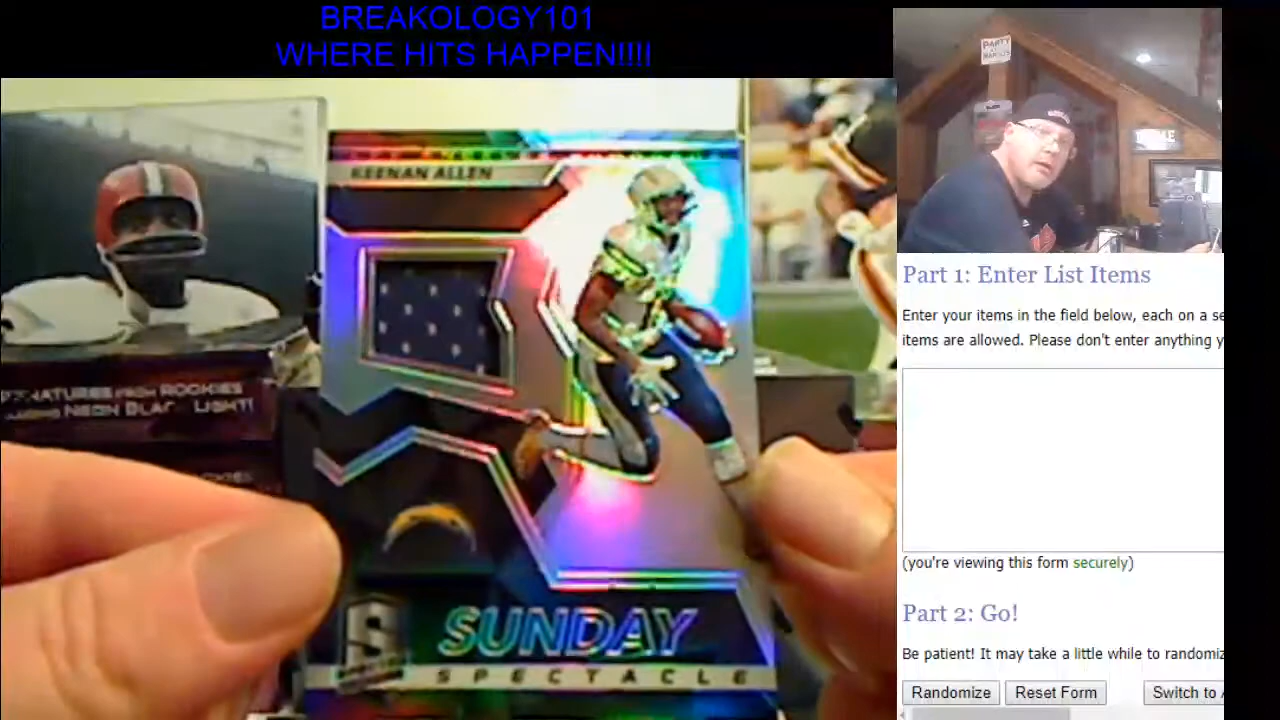 BREAKOLOGY101
WHERE HITS HAPPEN!!!!
PARTY
KEENAN ALLEN
ROOKIES
LIGHT!
SUNDAY
SPECTACLE
Part 1: Enter List Items
Enter your items in the field below, each on a se
items are allowed. Please don't enter anything y
(you're viewing this form securely)
Part 2: Go!
Be patient! It may take a little while to randomiz
Randomize
Reset Form
Switch to